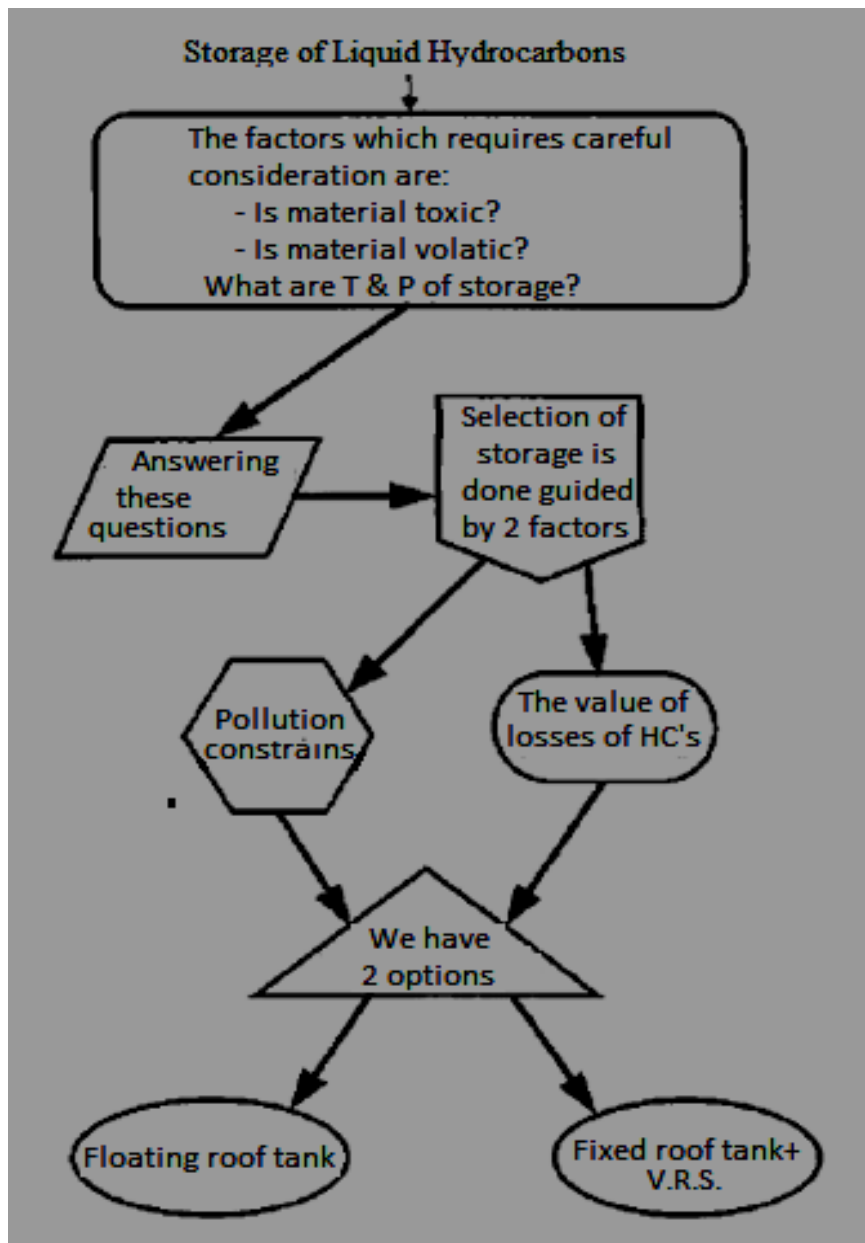 Storage of Liquid Hydrocarbons
The factors which requires careful
consideration are:
- Is material toxic?
- Is material volatic?
What are T & P of storage?
Answering
these
questions
Selection of
storage is
done guided
by 2 factors
Pollution
constrains
The value of
losses of HC's
We have
2 options
Floating roof tank
Fixed roof tank+
V.R.S.